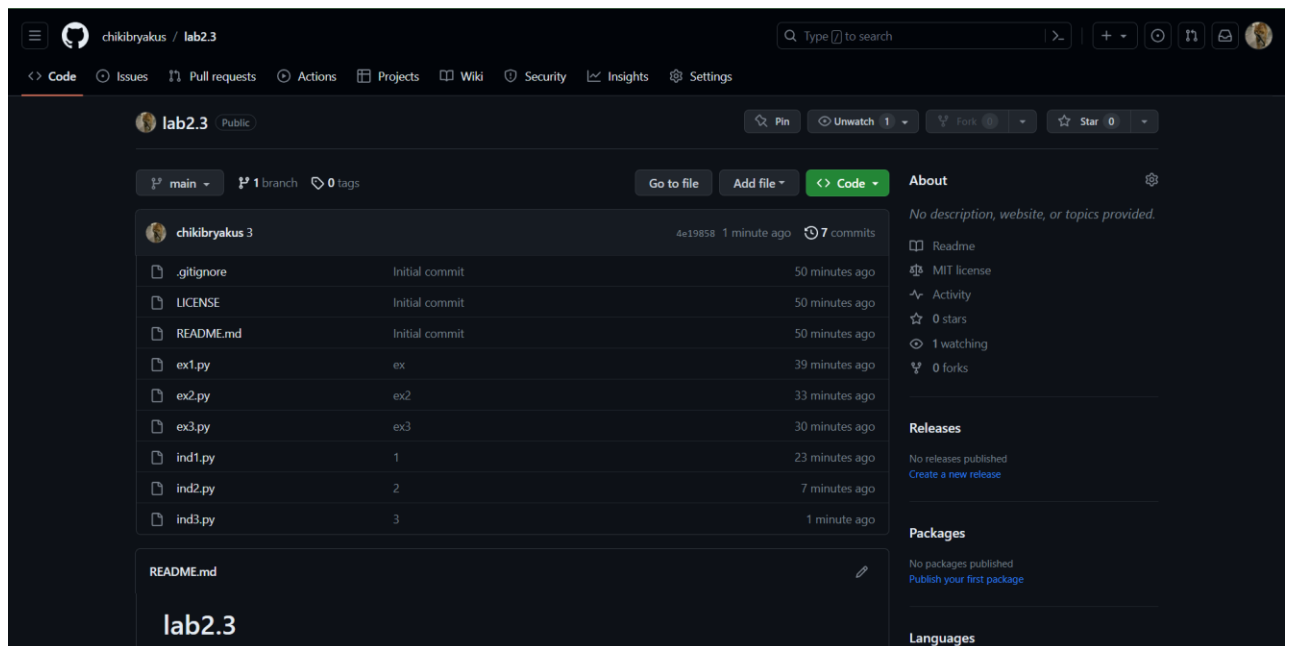 chikibryakus / lab2.3 Type / to search
Code Issues Pull requests Actions Projects Wiki Security Insights Settings
lab2.3 Public Pin Unwatch 1 Fork 0 Star 0
main 1 branch 0 tags Go to file Add file Code
chikibryakus 3 4e19858 1 minute ago 7 commits
.gitignore Initial commit 50 minutes ago
LICENSE Initial commit 50 minutes ago
README.md Initial commit 50 minutes ago
ex1.py ex 39 minutes ago
ex2.py ex2 33 minutes ago
ex3.py ex3 30 minutes ago
ind1.py 1 23 minutes ago
ind2.py 2 7 minutes ago
ind3.py 3 1 minute ago
README.md
lab2.3
About
No description, website, or topics provided.
Readme
MIT license
Activity
0 stars
1 watching
0 forks
Releases
No releases published
Create a new release
Packages
No packages published
Publish your first package
Languages